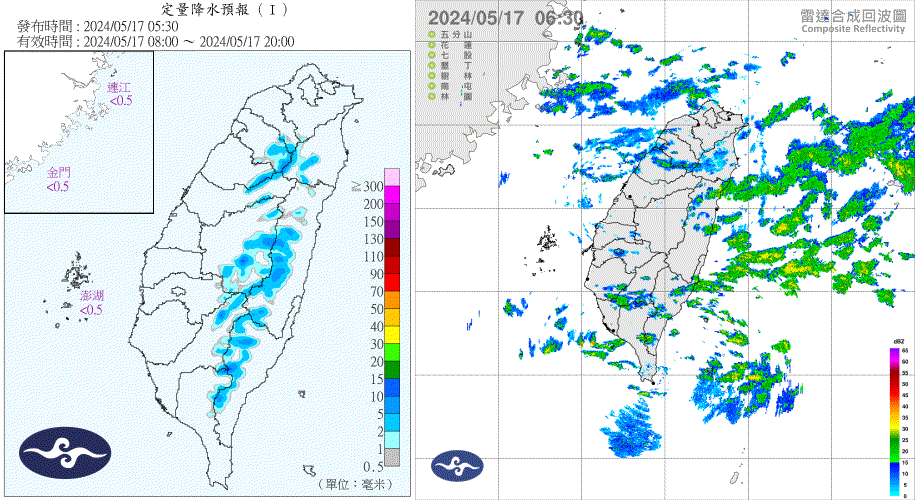 定量降水預報 ( I )
發布時間 : 2024/05/17 05:30
有效時間 : 2024/05/17 08:00 ～ 2024/05/17 20:00
連江
<0.5
金門
<0.5
澎湖
<0.5
≧300
200
150
130
110
90
70
50
40
30
20
15
10
5
2
1
0.5
(單位：毫米)
2024/05/17 06:30
五分山
花蓮
七股
墾丁
樹林
南屯
林園
雷達合成回波圖
Composite Reflectivity
dBZ
65
60
55
50
45
40
35
30
25
20
15
10
5
0